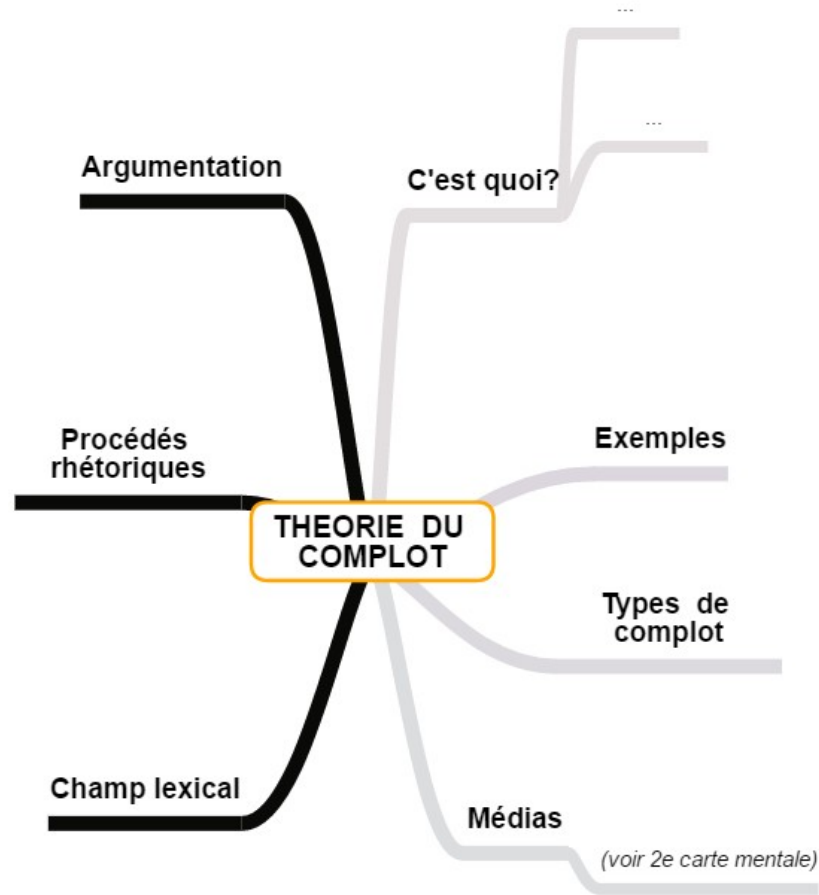 ...
...
Argumentation
C'est quoi?
Exemples
Procédés
rhétoriques
THEORIE DU
COMPLOT
Types de
complot
Champ lexical
Médias
(voir 2e carte mentale)